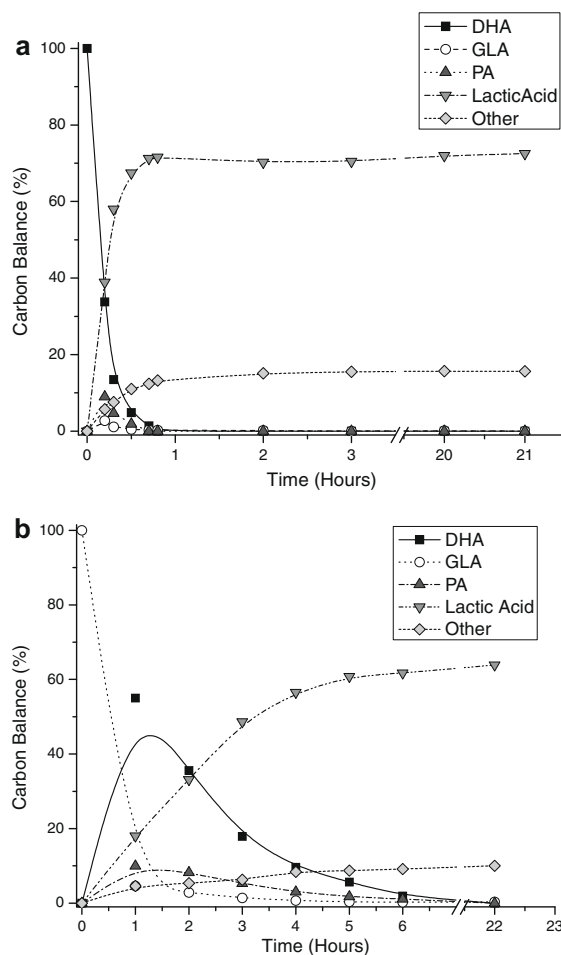 a
DHA
GLA
PA
LacticAcid
Other
100
80
60
40
20
0
Carbon Balance (%)
0 1 2 3 20 21
Time (Hours)
b
DHA
GLA
PA
Lactic Acid
Other
100
80
60
40
20
0
Carbon Balance (%)
0 1 2 3 4 5 6 22 23
Time (Hours)